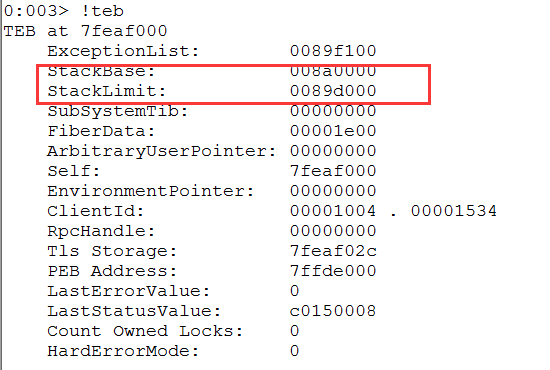 0:003> !teb
TEB at 7feaf000
ExceptionList: 0089f100
StackBase: 008a0000
StackLimit: 0089d000
SubSystemTib: 00000000
FiberData: 00001e00
ArbitraryUserPointer: 00000000
Self: 7feaf000
EnvironmentPointer: 00000000
ClientId: 00001004 . 00001534
RpcHandle: 00000000
Tls Storage: 7feaf02c
PEB Address: 7ffde000
LastErrorValue: 0
LastStatusValue: c0150008
Count Owned Locks: 0
HardErrorMode: 0